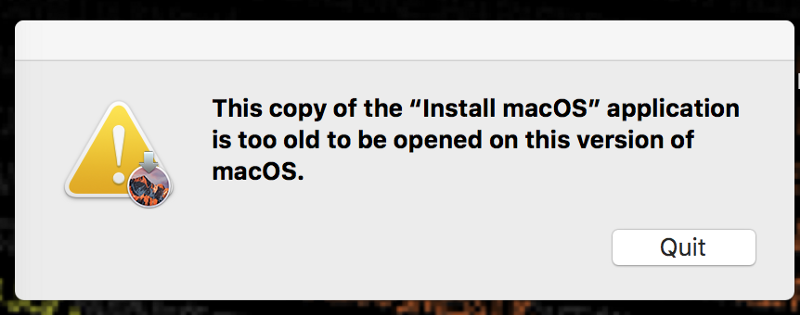 This copy of the “Install macOS” application
is too old to be opened on this version of
macOS.
Quit